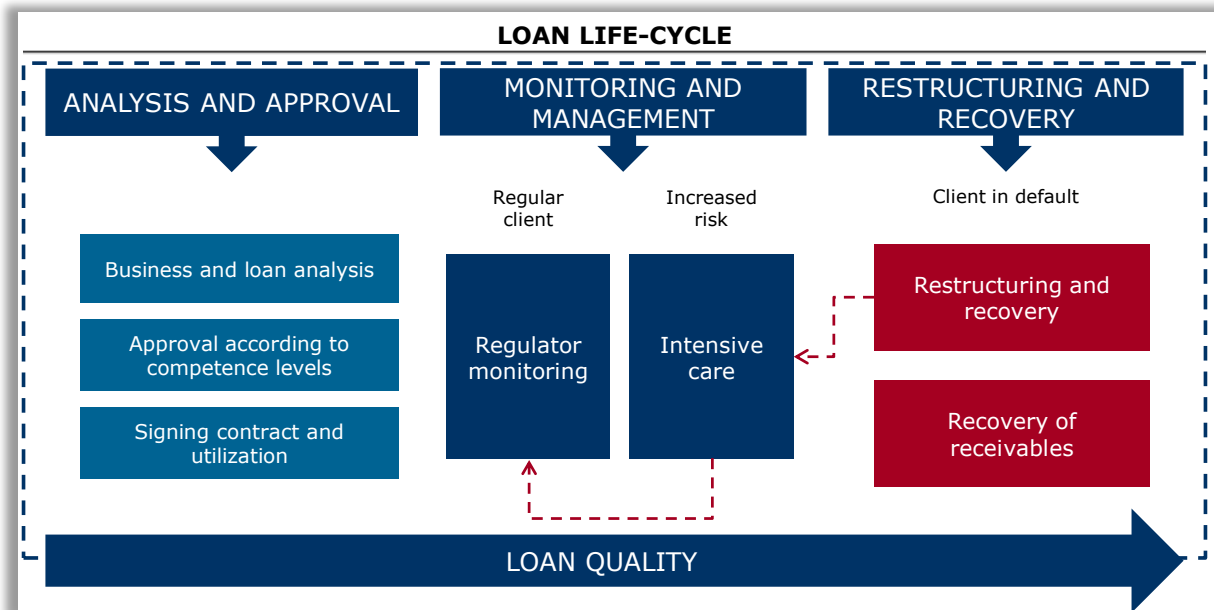 LOAN LIFE-CYCLE
ANALYSIS AND APPROVAL
MONITORING AND
MANAGEMENT
RESTRUCTURING AND
RECOVERY
Regular
client
Increased
risk
Client in default
Business and loan analysis
Approval according to
competence levels
Signing contract and
utilization
Regulator
monitoring
Intensive
care
Restructuring and
recovery
Recovery of
receivables
LOAN QUALITY